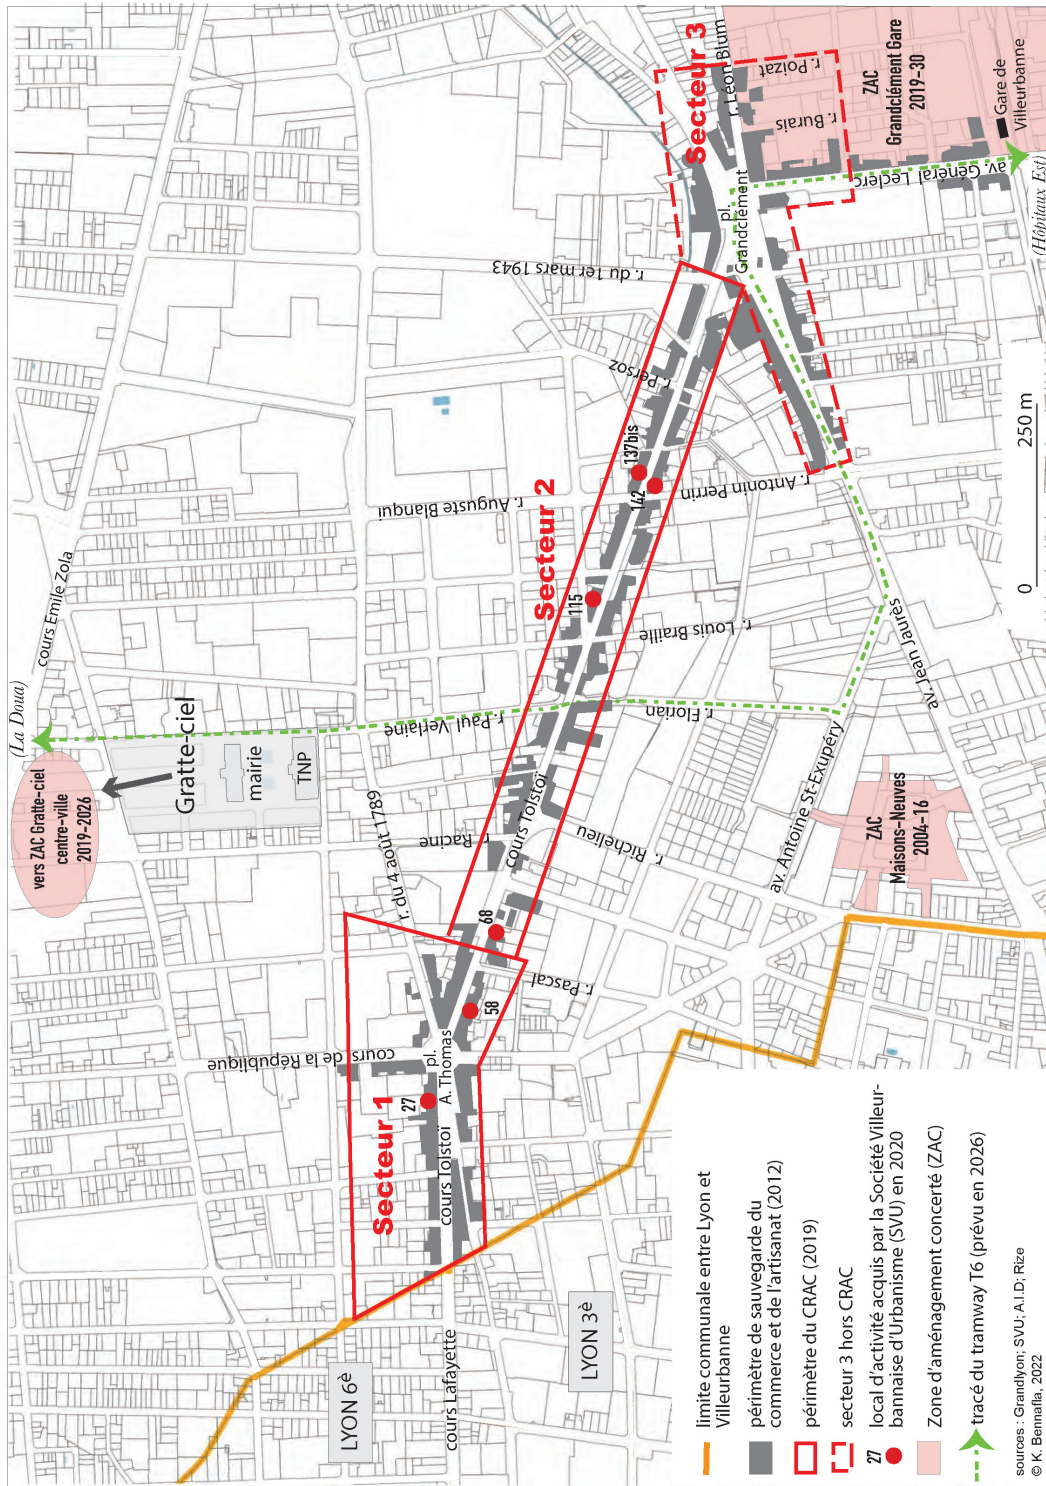 (La Doua)
vers ZAC Gratte-ciel
centre-ville
2019-2026
cours Emile Zola
Gratte-ciel
mairie
TNP
r. du 4 août 1789
r. Racine
r. Paul Verlaine
r. Auguste Blanqui
r. du 1er mars 1943
Secteur 3
r. Léon Blum
r. Poizat
r. Burais
ZAC
Grandclément Gare
2019-30
Gare de
Villeurbanne
av. Général Leclerc
(Hôpitaux Est)
pl.
Grandclément
Secteur 2
r. Persoz
137bis
142
r. Antonin Perrin
115
r. Louis Braille
r. Florian
cours Tolstoï
r. Richelieu
av. Antoine St-Exupéry
av. Jean Jaurès
ZAC
Maisons-Neuves
2004-16
68
58
r. Pascal
cours de la République
pl.
A. Thomas
27
Secteur 1
cours Tolstoï
LYON 6è
cours Lafayette
LYON 3è
0
250 m
limite communale entre Lyon et
Villeurbanne
périmètre de sauvegarde du
commerce et de l'artisanat (2012)
périmètre du CRAC (2019)
secteur 3 hors CRAC
27
local d'activité acquis par la Société Villeur-
bannaise d'Urbanisme (SVU) en 2020
Zone d'aménagement concerté (ZAC)
tracé du tramway T6 (prévu en 2026)
sources : Grandlyon; SVU; A.I.D; Rize
© K. Bennafla, 2022